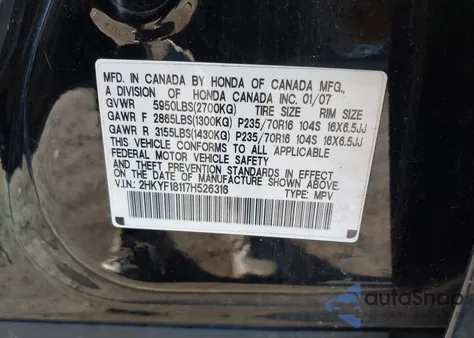 MFD. IN CANADA BY HONDA OF CANADA MFG.,
A DIVISION OF HONDA CANADA INC. 01/07
GVWR 5950LBS(2700KG) TIRE SIZE RIM SIZE
GAWR F 2865LBS(1300KG) P235/70R16 104S 16X6.5JJ
GAWR R 3155LBS(1430KG) P235/70R16 104S 16X6.5JJ
THIS VEHICLE CONFORMS TO ALL APPLICABLE
FEDERAL MOTOR VEHICLE SAFETY
AND THEFT PREVENTION STANDARDS IN EFFECT
ON THE DATE OF MANUFACTURE SHOWN ABOVE.
V.I.N: 2HKYF18117H526316 TYPE: MPV
autoSnap